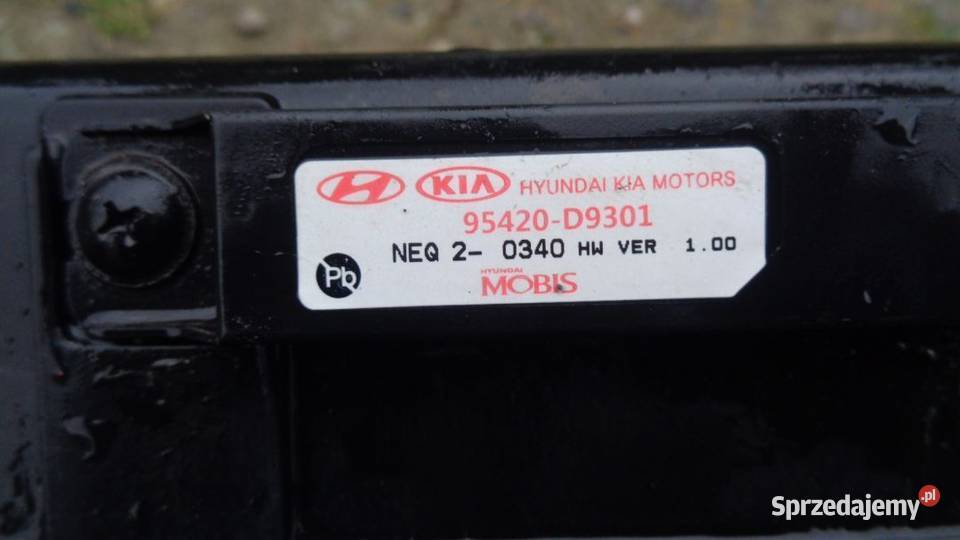 KIA HYUNDAI KIA MOTORS
95420-D9301
NEQ 2- 0340 HW VER 1.00
Pb
HYUNDAI
MOBIS
Sprzedajemy.pl